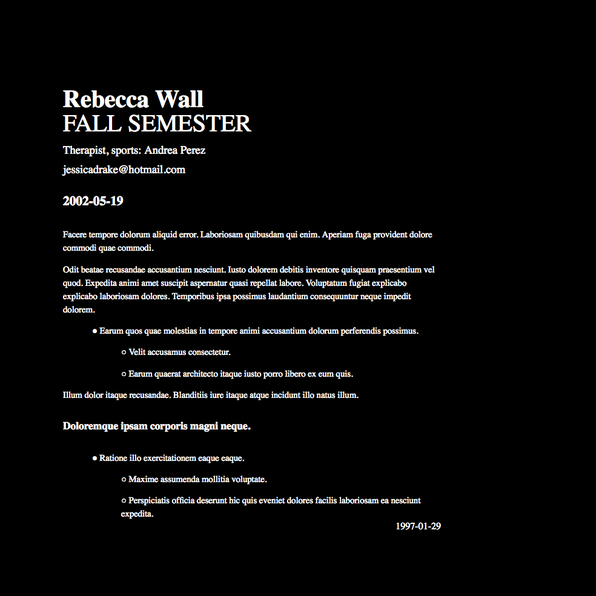 Rebecca Wall
FALL SEMESTER
Therapist, sports: Andrea Perez
jessicadrake@hotmail.com
2002-05-19
Facere tempore dolorum aliquid error. Laboriosam quibusdam qui enim. Aperiam fuga provident dolore
commodi quae commodi.
Odit beatae recusandae accusantium nesciunt. Iusto dolorem debitis inventore quisquam praesentium vel
quod. Expedita animi amet suscipit aspernatur quasi repellat labore. Voluptatum fugiat explicabo
explicabo laboriosam dolores. Temporibus ipsa possimus laudantium consequuntur neque impedit
dolorem.
● Earum quos quae molestias in tempore animi accusantium dolorum perferendis possimus.
○ Velit accusamus consectetur.
○ Earum quaerat architecto itaque iusto porro libero ex eum quis.
Illum dolor itaque recusandae. Blanditiis iure itaque atque incidunt illo natus illum.
Doloremque ipsam corporis magni neque.
● Ratione illo exercitationem eaque eaque.
○ Maxime assumenda mollitia voluptate.
○ Perspiciatis officia deserunt hic quis eveniet dolores facilis laboriosam ea nesciunt
expedita.
1997-01-29